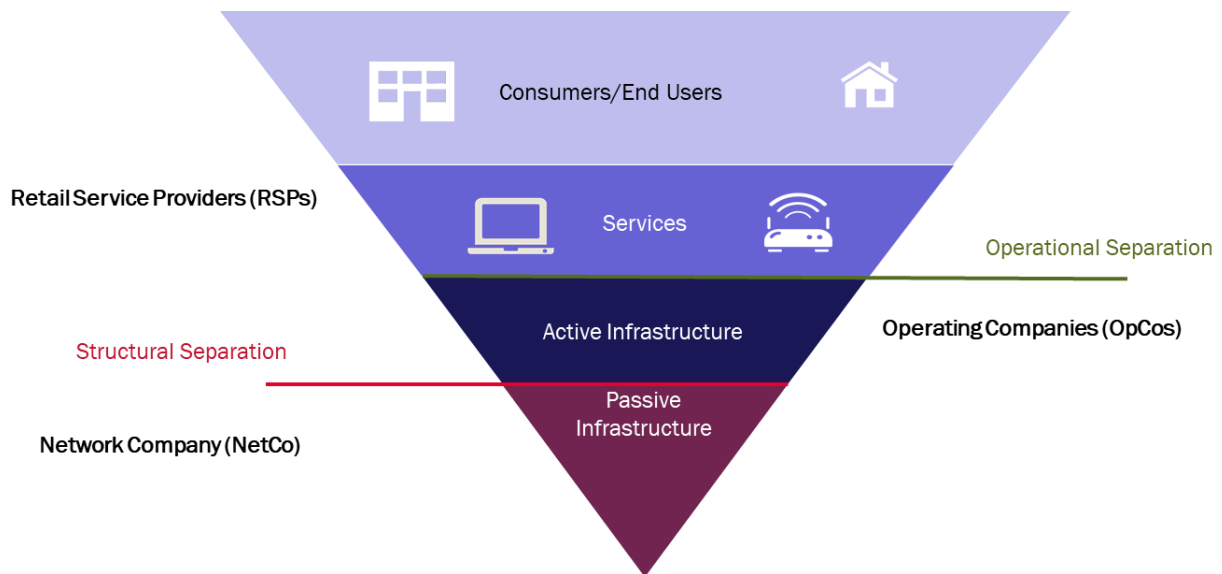 Consumers/End Users
Retail Service Providers (RSPs)
Services
Operational Separation
Active Infrastructure
Operating Companies (OpCos)
Structural Separation
Passive
Infrastructure
Network Company (NetCo)